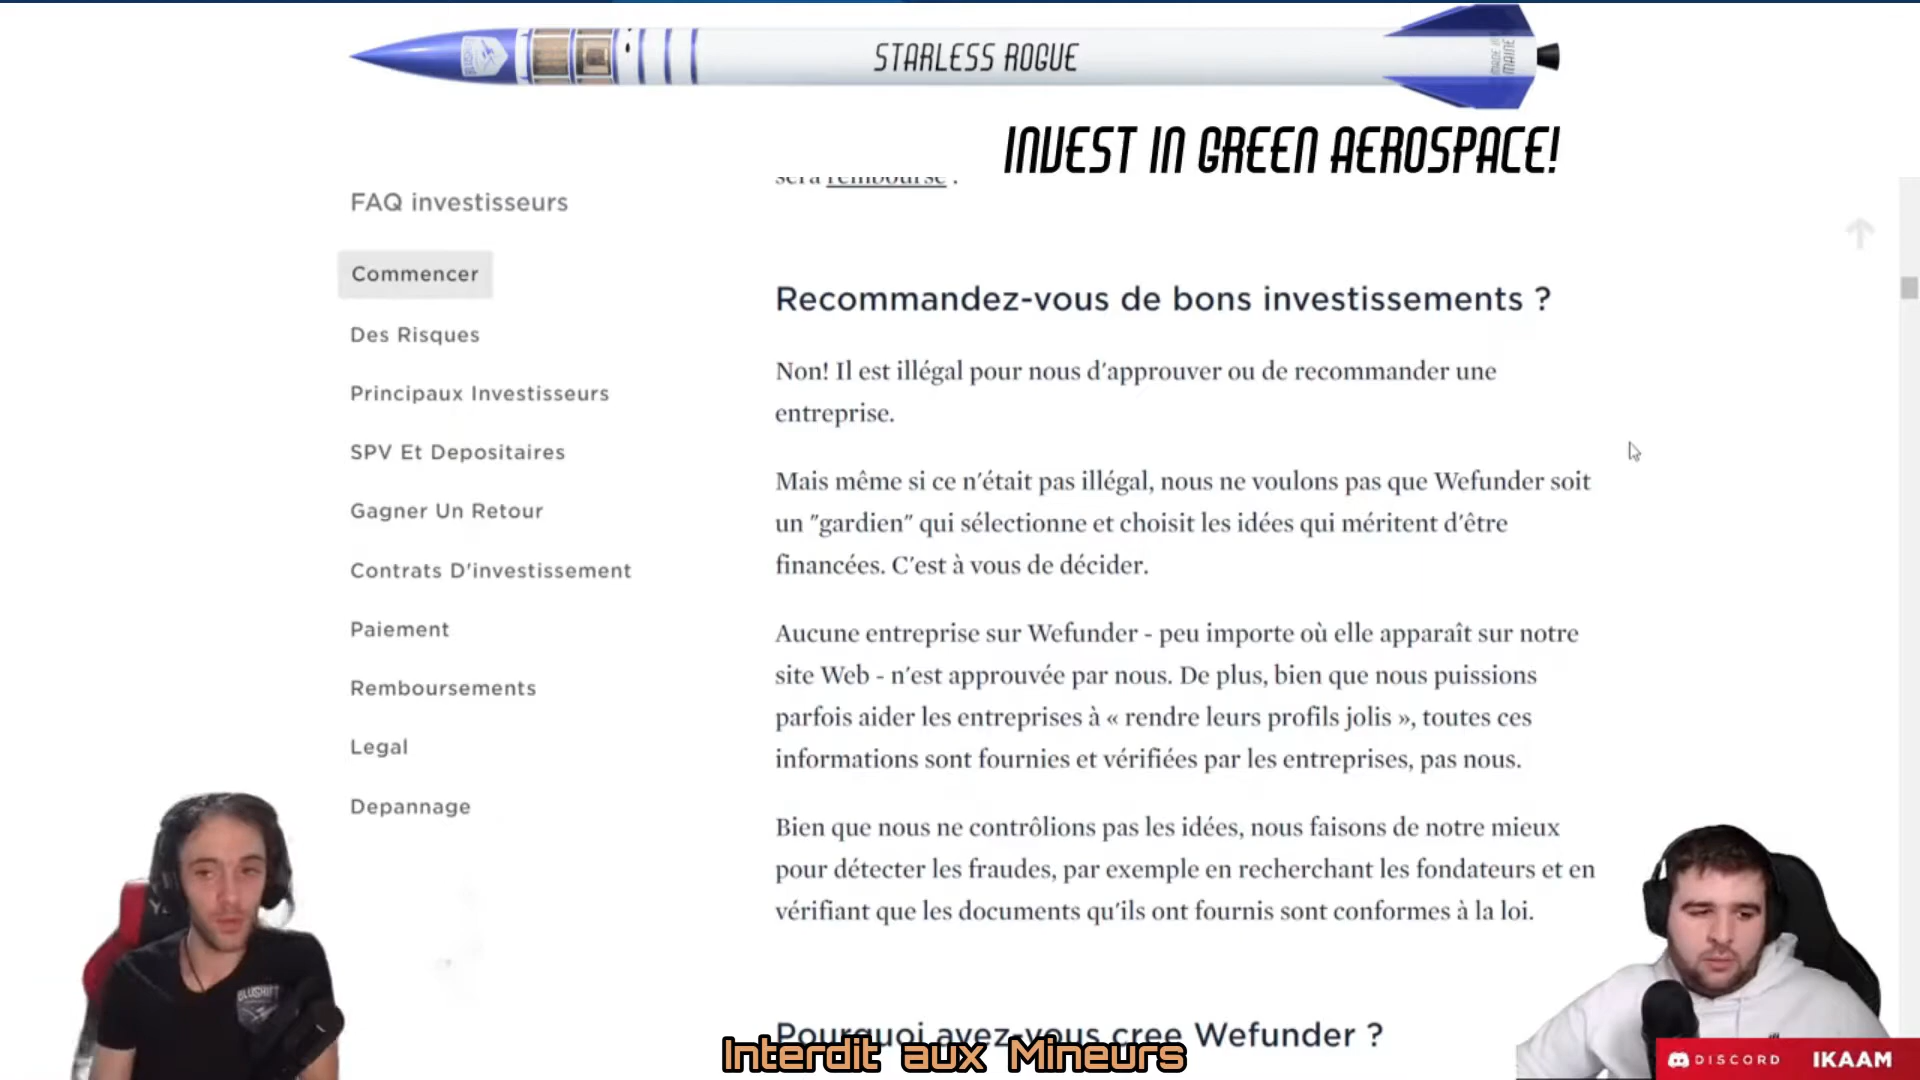 STARLESS ROGUE
MADE IN MAINE
INVEST IN GREEN AEROSPACE!
sera remboursé .
FAQ investisseurs
Commencer
Des Risques
Principaux Investisseurs
SPV Et Depositaires
Gagner Un Retour
Contrats D'investissement
Paiement
Remboursements
Legal
Depannage
Recommandez-vous de bons investissements ?
Non! Il est illégal pour nous d'approuver ou de recommander une
entreprise.
Mais même si ce n'était pas illégal, nous ne voulons pas que Wefunder soit
un "gardien" qui sélectionne et choisit les idées qui méritent d'être
financées. C'est à vous de décider.
Aucune entreprise sur Wefunder - peu importe où elle apparaît sur notre
site Web - n'est approuvée par nous. De plus, bien que nous puissions
parfois aider les entreprises à « rendre leurs profils jolis », toutes ces
informations sont fournies et vérifiées par les entreprises, pas nous.
Bien que nous ne contrôlions pas les idées, nous faisons de notre mieux
pour détecter les fraudes, par exemple en recherchant les fondateurs et en
vérifiant que les documents qu'ils ont fournis sont conformes à la loi.
Pourquoi avez-vous cree Wefunder ?
Interdit aux Mineurs
BLUSHIFT
DISCORD IKAAM